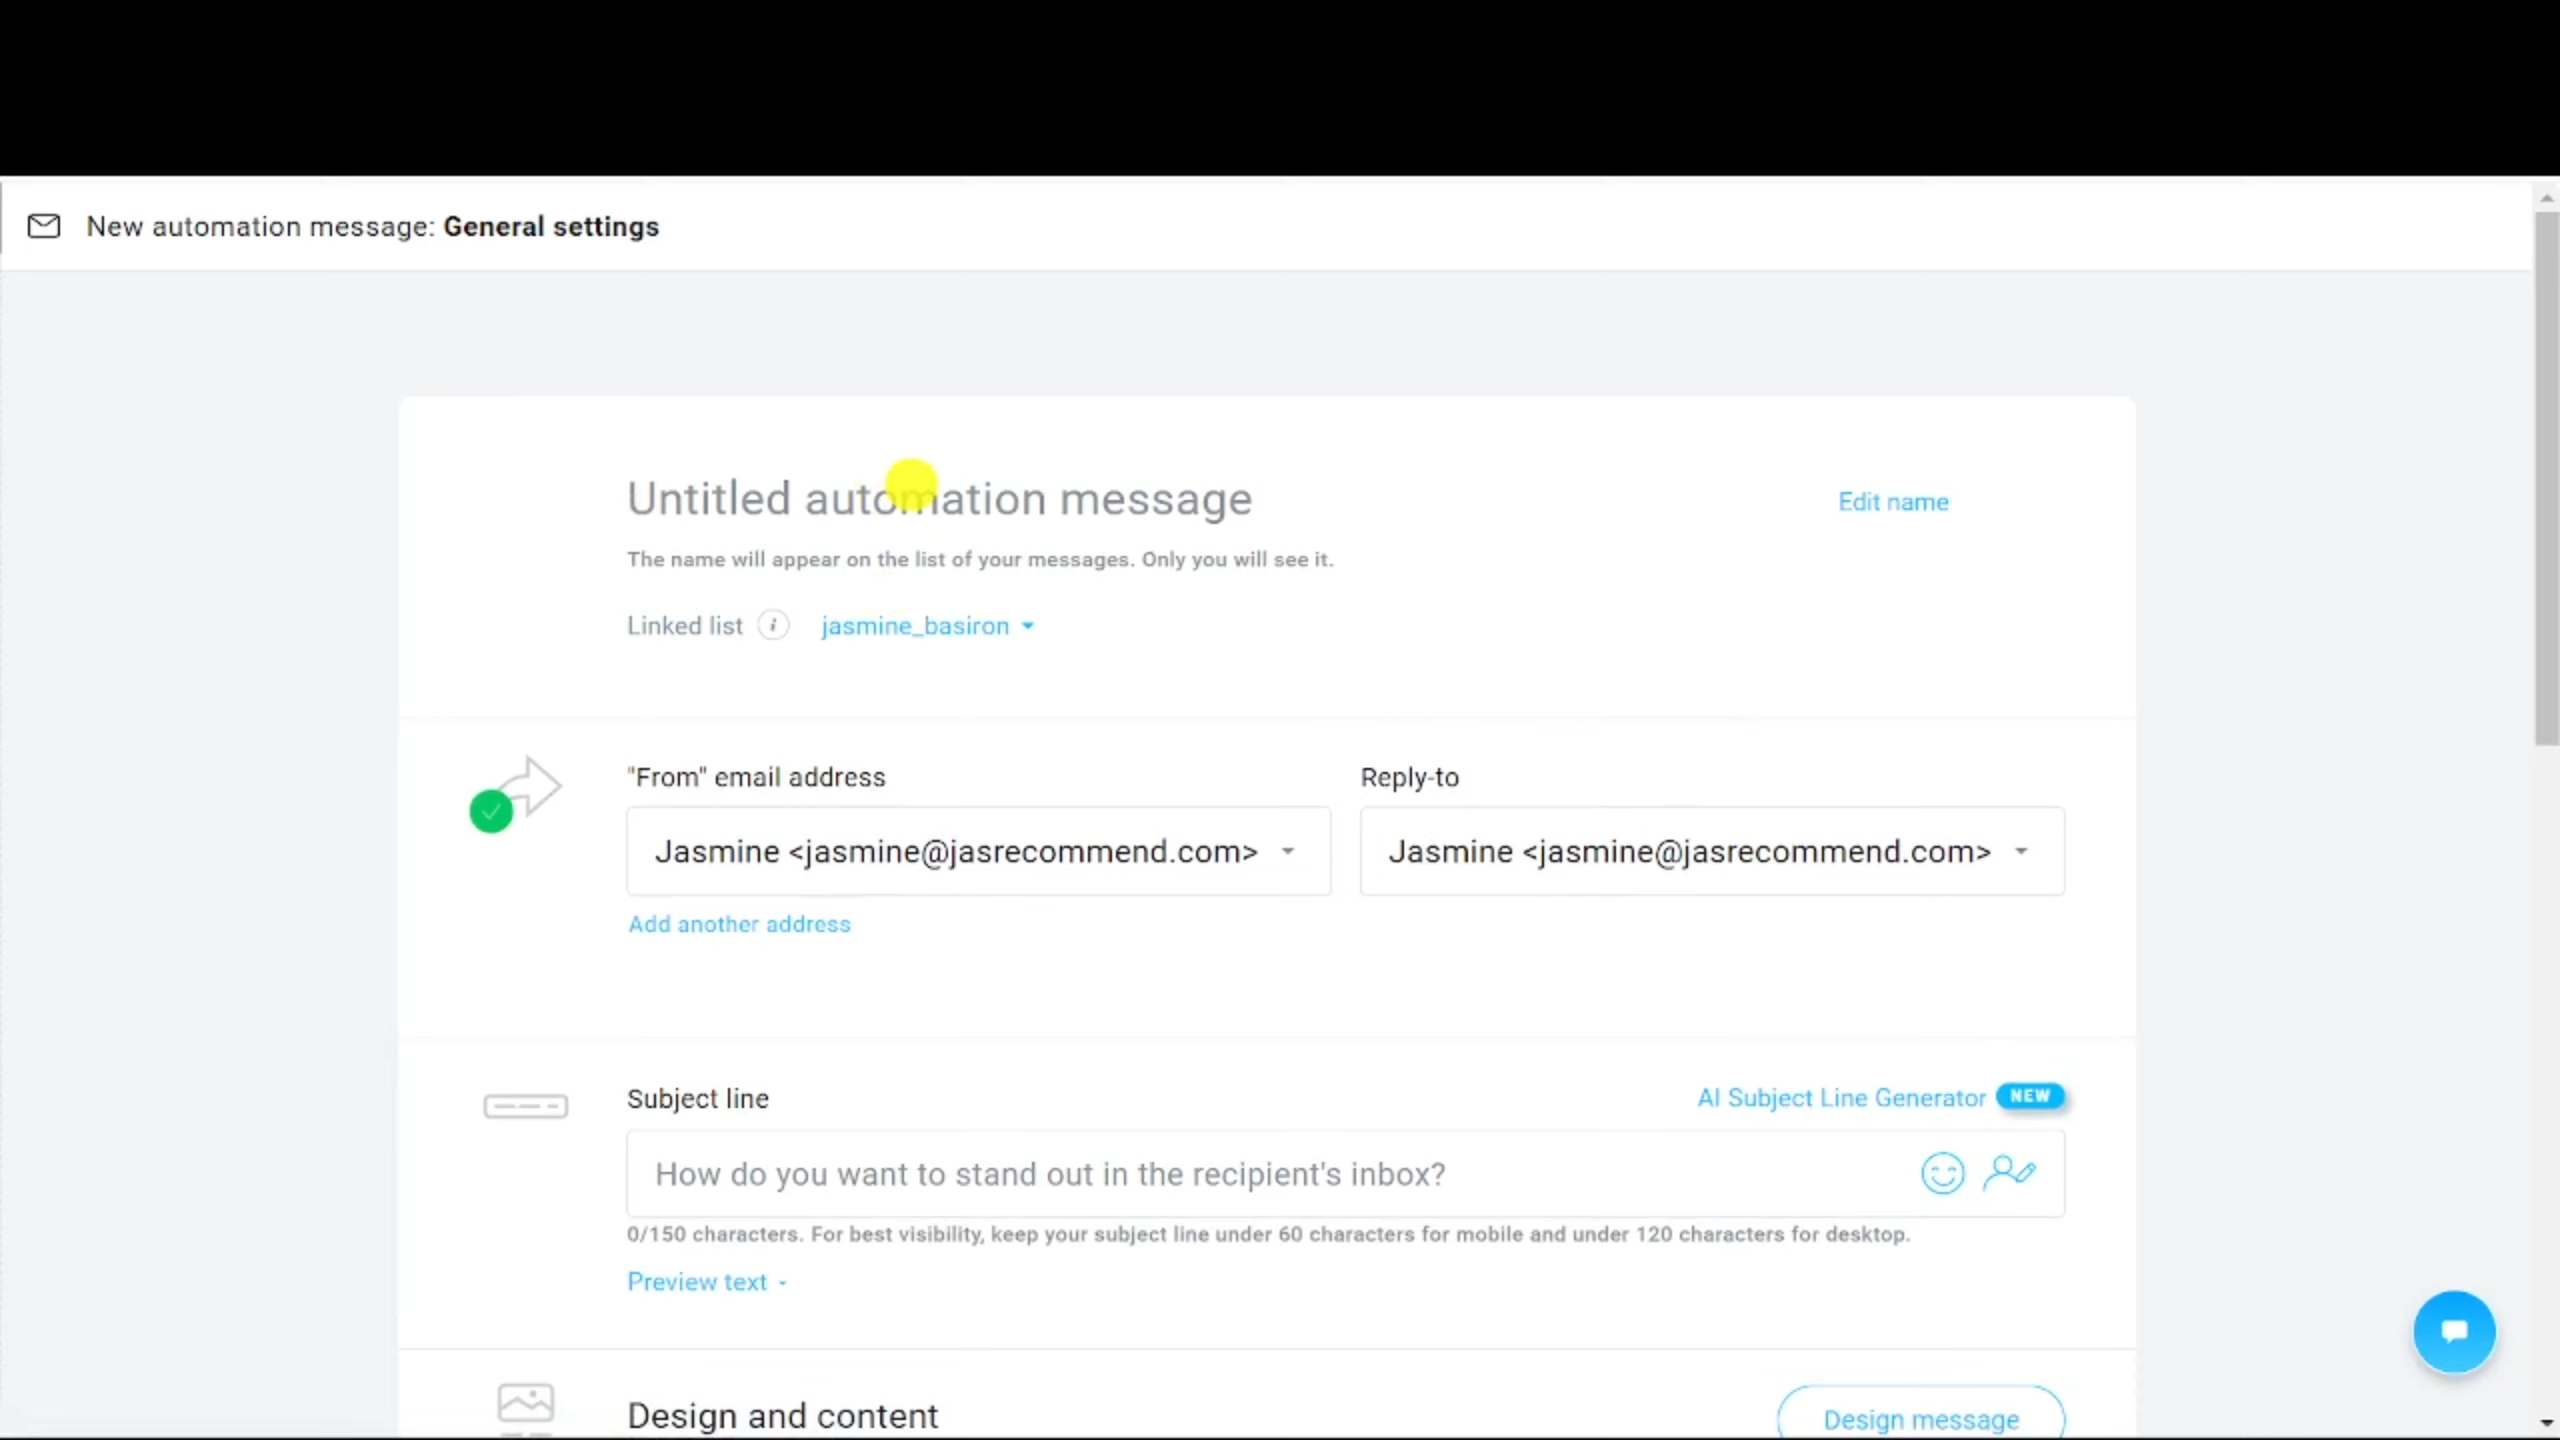 New automation message: General settings
Untitled automation message
Edit name
The name will appear on the list of your messages. Only you will see it.
Linked list i jasmine_basiron
"From" email address
Reply-to
Jasmine <jasmine@jasrecommend.com>
Jasmine <jasmine@jasrecommend.com>
Add another address
Subject line
AI Subject Line Generator NEW
How do you want to stand out in the recipient's inbox?
0/150 characters. For best visibility, keep your subject line under 60 characters for mobile and under 120 characters for desktop.
Preview text
Design and content
Design message